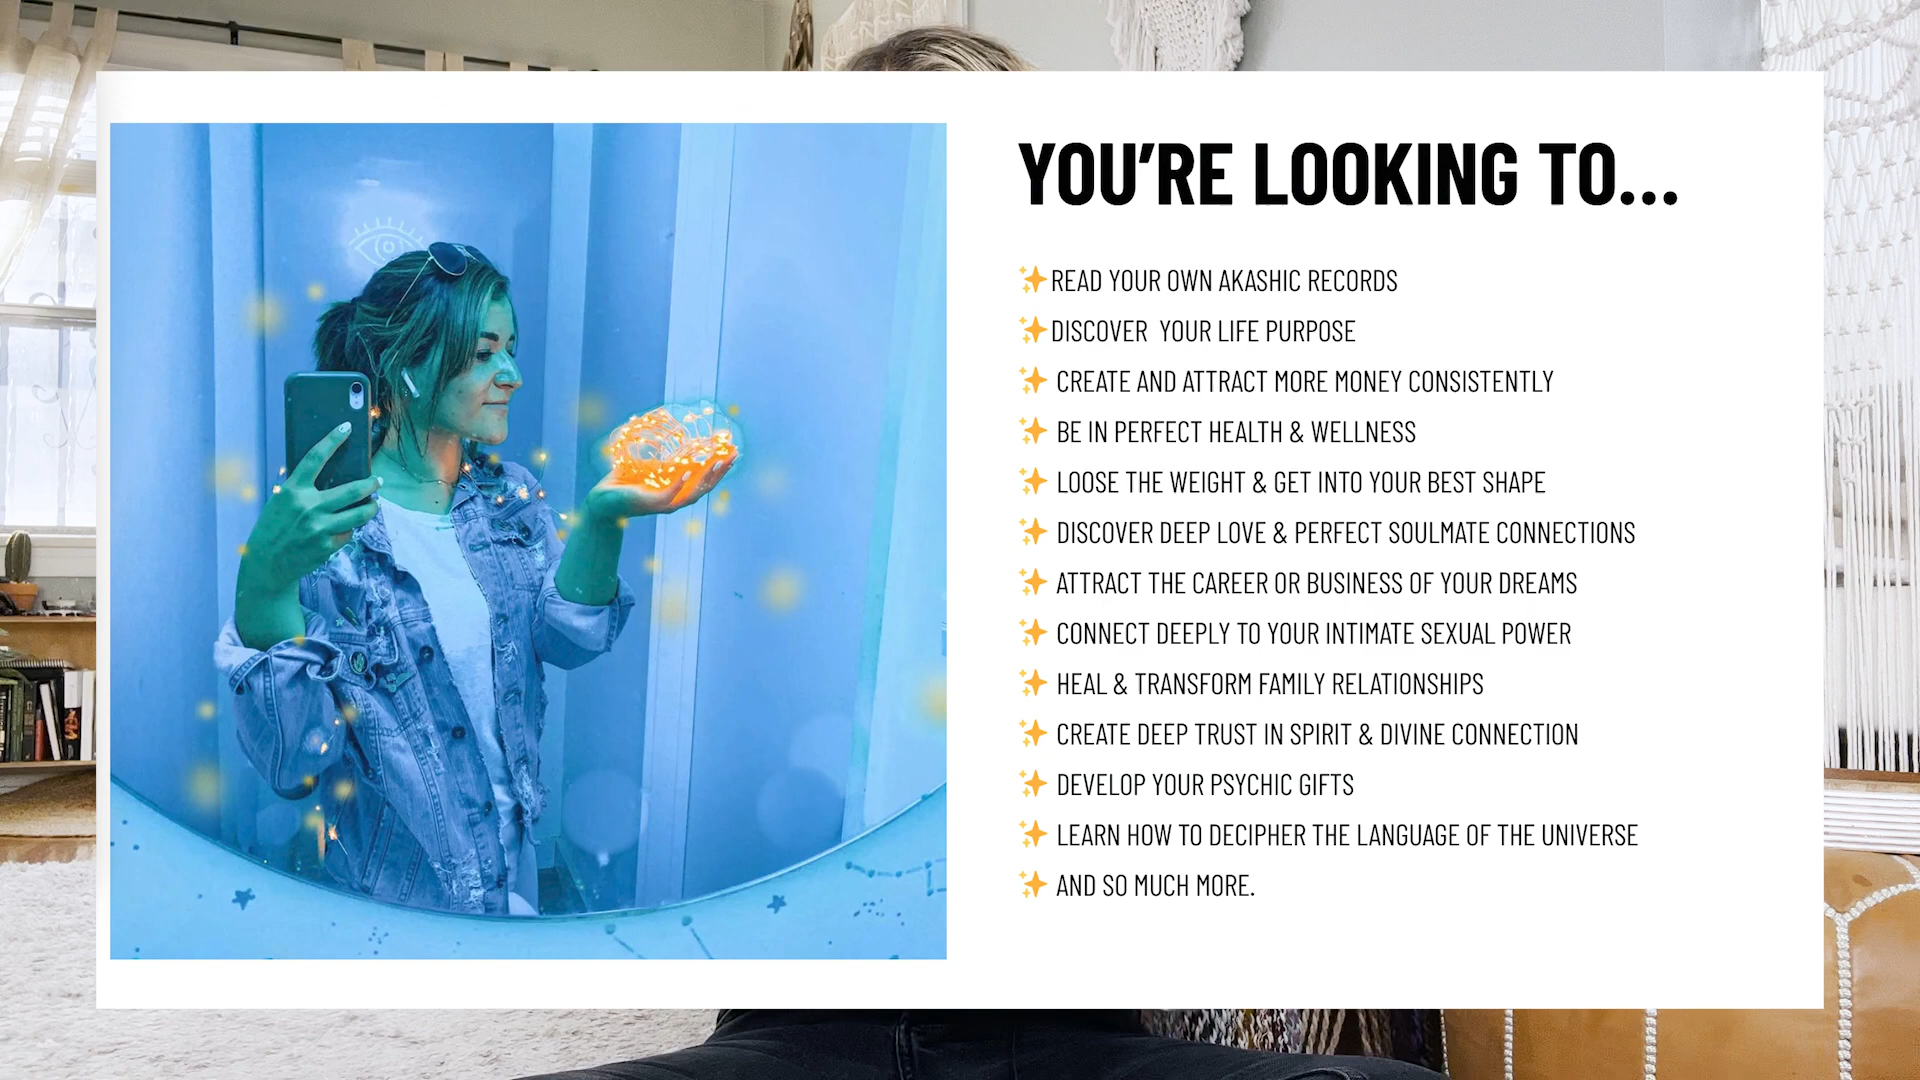 YOU'RE LOOKING TO...
✨READ YOUR OWN AKASHIC RECORDS
✨DISCOVER  YOUR LIFE PURPOSE
✨ CREATE AND ATTRACT MORE MONEY CONSISTENTLY
✨ BE IN PERFECT HEALTH & WELLNESS
✨ LOOSE THE WEIGHT & GET INTO YOUR BEST SHAPE
✨ DISCOVER DEEP LOVE & PERFECT SOULMATE CONNECTIONS
✨ ATTRACT THE CAREER OR BUSINESS OF YOUR DREAMS
✨ CONNECT DEEPLY TO YOUR INTIMATE SEXUAL POWER
✨ HEAL & TRANSFORM FAMILY RELATIONSHIPS
✨ CREATE DEEP TRUST IN SPIRIT & DIVINE CONNECTION
✨ DEVELOP YOUR PSYCHIC GIFTS
✨ LEARN HOW TO DECIPHER THE LANGUAGE OF THE UNIVERSE
✨ AND SO MUCH MORE.